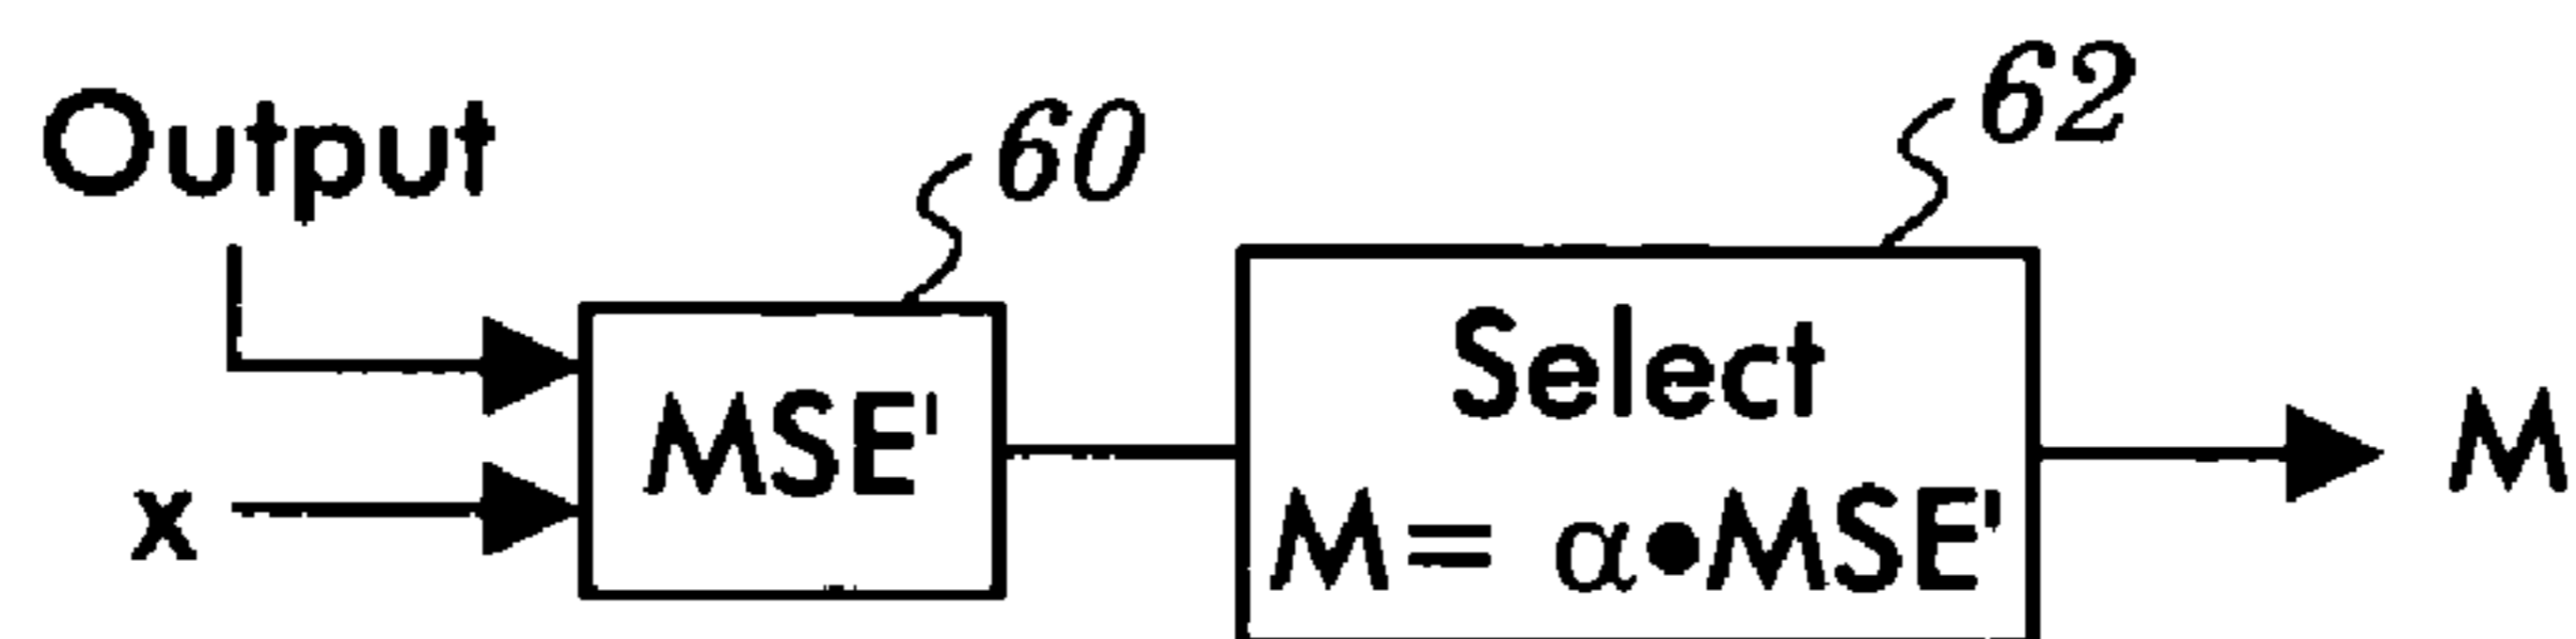 Output
60
62
MSE'
x
Select
M= α•MSE'
M